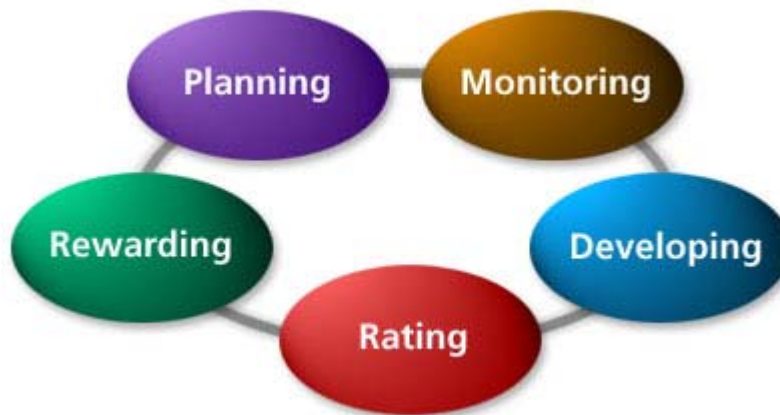 Planning
Monitoring
Developing
Rating
Rewarding